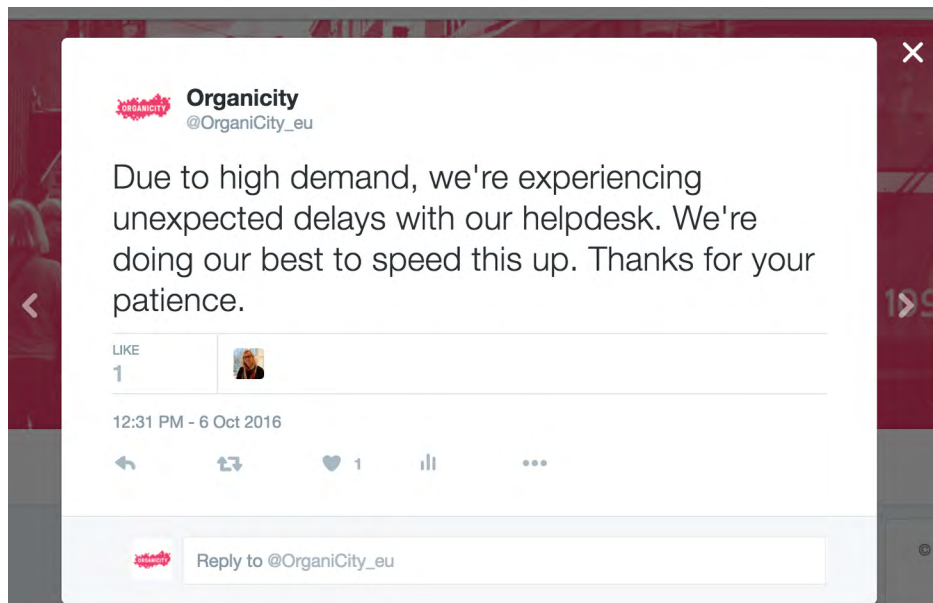 ORGANICITY
Organicity
@OrganiCity_eu
Due to high demand, we're experiencing
unexpected delays with our helpdesk. We're
doing our best to speed this up. Thanks for your
patience.
LIKE
1
12:31 PM - 6 Oct 2016
1
ORGANICITY
Reply to @OrganiCity_eu
©